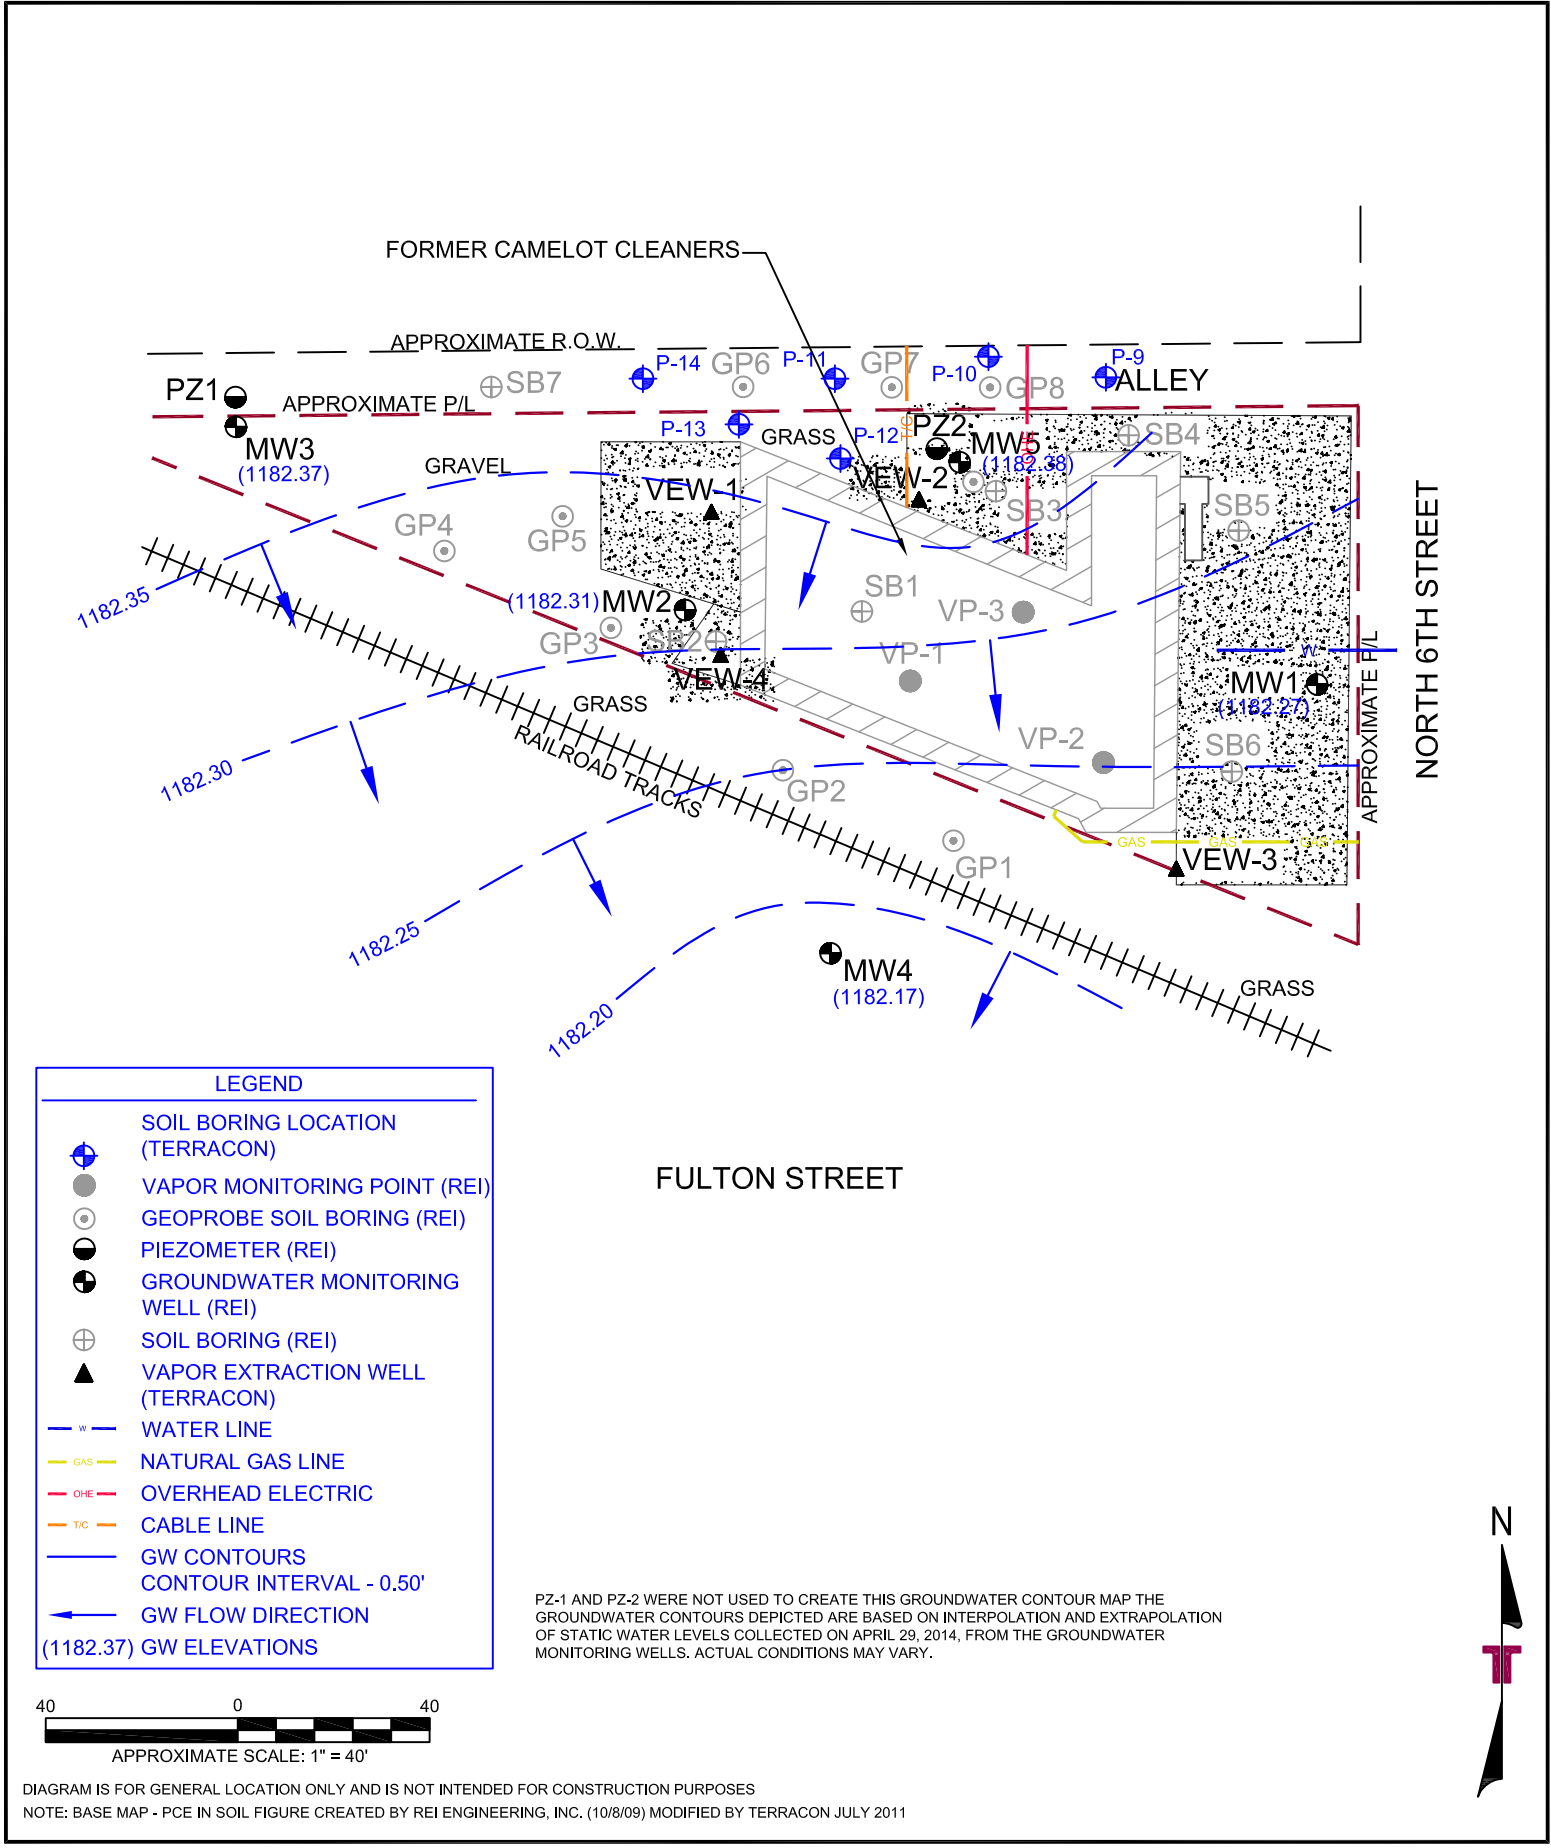 FORMER CAMELOT CLEANERS
APPROXIMATE R.O.W.
P-14
GP6
P-11
GP7
P-10
GP8
P-9
ALLEY
PZ1
SB7
APPROXIMATE P/L
MW3
(1182.37)
P-13
GRASS
P-12
T/C
PZ2
MW5
(1182.38)
OHE
SB4
GRAVEL
VEW-1
VEW-2
SB3
SB5
GP4
GP5
NORTH 6TH STREET
1182.35
(1182.31)
MW2
SB1
VP-3
GP3
SB2
VP-1
VEW-4
W
MW1
(1182.27)
APPROXIMATE P/L
GRASS
RAILROAD TRACKS
VP-2
SB6
1182.30
GP2
GP1
GAS
GAS
GAS
VEW-3
1182.25
MW4
(1182.17)
GRASS
1182.20
FULTON STREET
LEGEND
SOIL BORING LOCATION
(TERRACON)
VAPOR MONITORING POINT (REI)
GEOPROBE SOIL BORING (REI)
PIEZOMETER (REI)
GROUNDWATER MONITORING
WELL (REI)
SOIL BORING (REI)
VAPOR EXTRACTION WELL
(TERRACON)
W WATER LINE
GAS NATURAL GAS LINE
OHE OVERHEAD ELECTRIC
T/C CABLE LINE
GW CONTOURS
CONTOUR INTERVAL - 0.50'
GW FLOW DIRECTION
(1182.37) GW ELEVATIONS
PZ-1 AND PZ-2 WERE NOT USED TO CREATE THIS GROUNDWATER CONTOUR MAP THE
GROUNDWATER CONTOURS DEPICTED ARE BASED ON INTERPOLATION AND EXTRAPOLATION
OF STATIC WATER LEVELS COLLECTED ON APRIL 29, 2014, FROM THE GROUNDWATER
MONITORING WELLS. ACTUAL CONDITIONS MAY VARY.
N
40 0 40
APPROXIMATE SCALE: 1" = 40'
DIAGRAM IS FOR GENERAL LOCATION ONLY AND IS NOT INTENDED FOR CONSTRUCTION PURPOSES
NOTE: BASE MAP - PCE IN SOIL FIGURE CREATED BY REI ENGINEERING, INC. (10/8/09) MODIFIED BY TERRACON JULY 2011